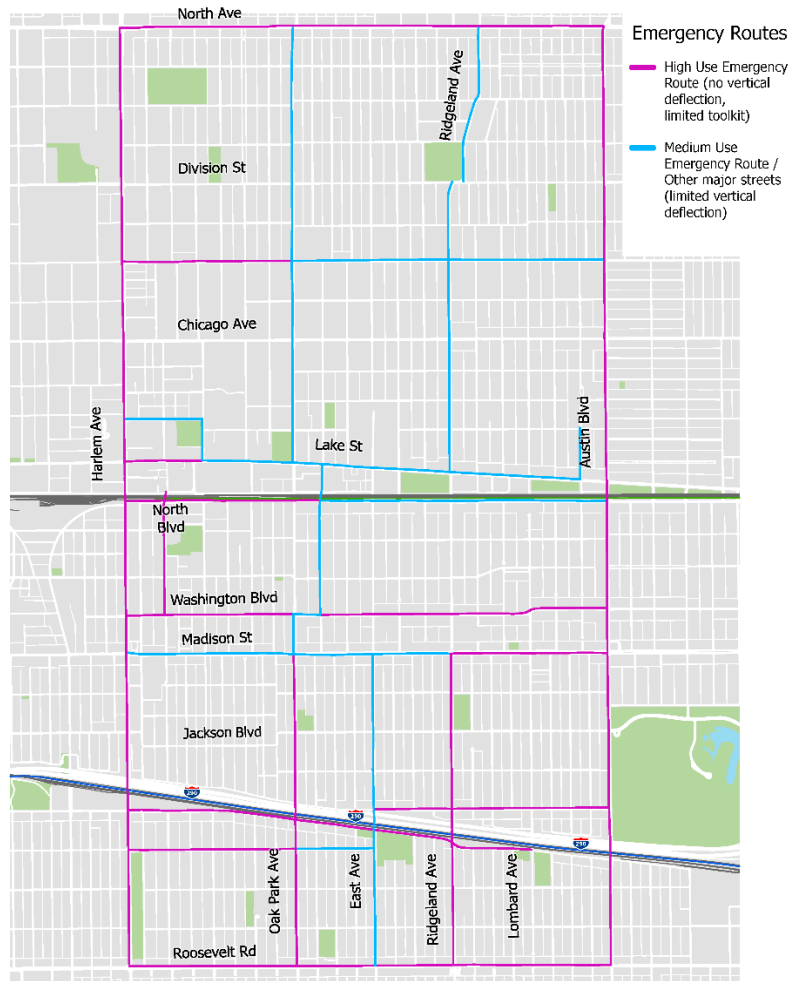 North Ave
Emergency Routes
High Use Emergency
Route (no vertical
deflection,
limited toolkit)
Medium Use
Emergency Route /
Other major streets
(limited vertical
deflection)
Ridgeland Ave
Division St
Chicago Ave
Harlem Ave
Lake St
Austin Blvd
North
Blvd
Washington Blvd
Madison St
Jackson Blvd
290
290
290
Oak Park Ave
East Ave
Ridgeland Ave
Lombard Ave
Roosevelt Rd